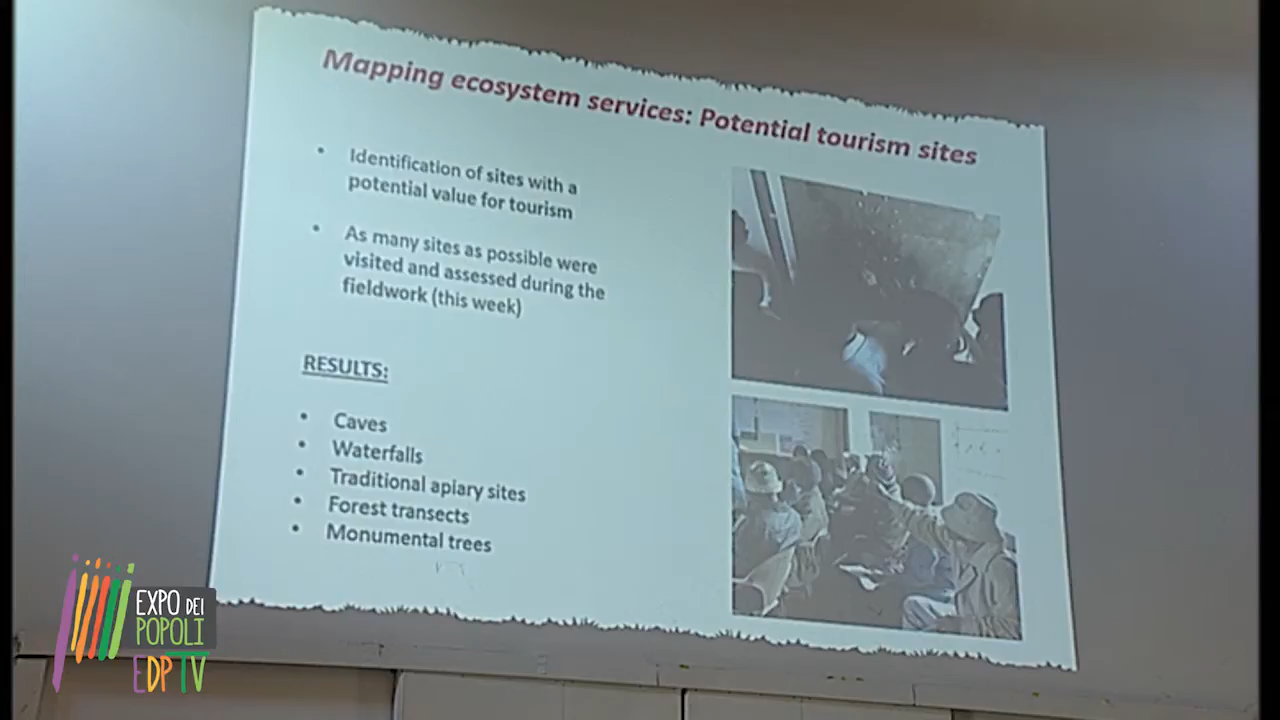 Mapping ecosystem services: Potential tourism sites
• Identification of sites with a
potential value for tourism
• As many sites as possible were
visited and assessed during the
fieldwork (this week)
RESULTS:
• Caves
• Waterfalls
• Traditional apiary sites
• Forest transects
• Monumental trees
EXPO DEI
POPOLI
EDPTV